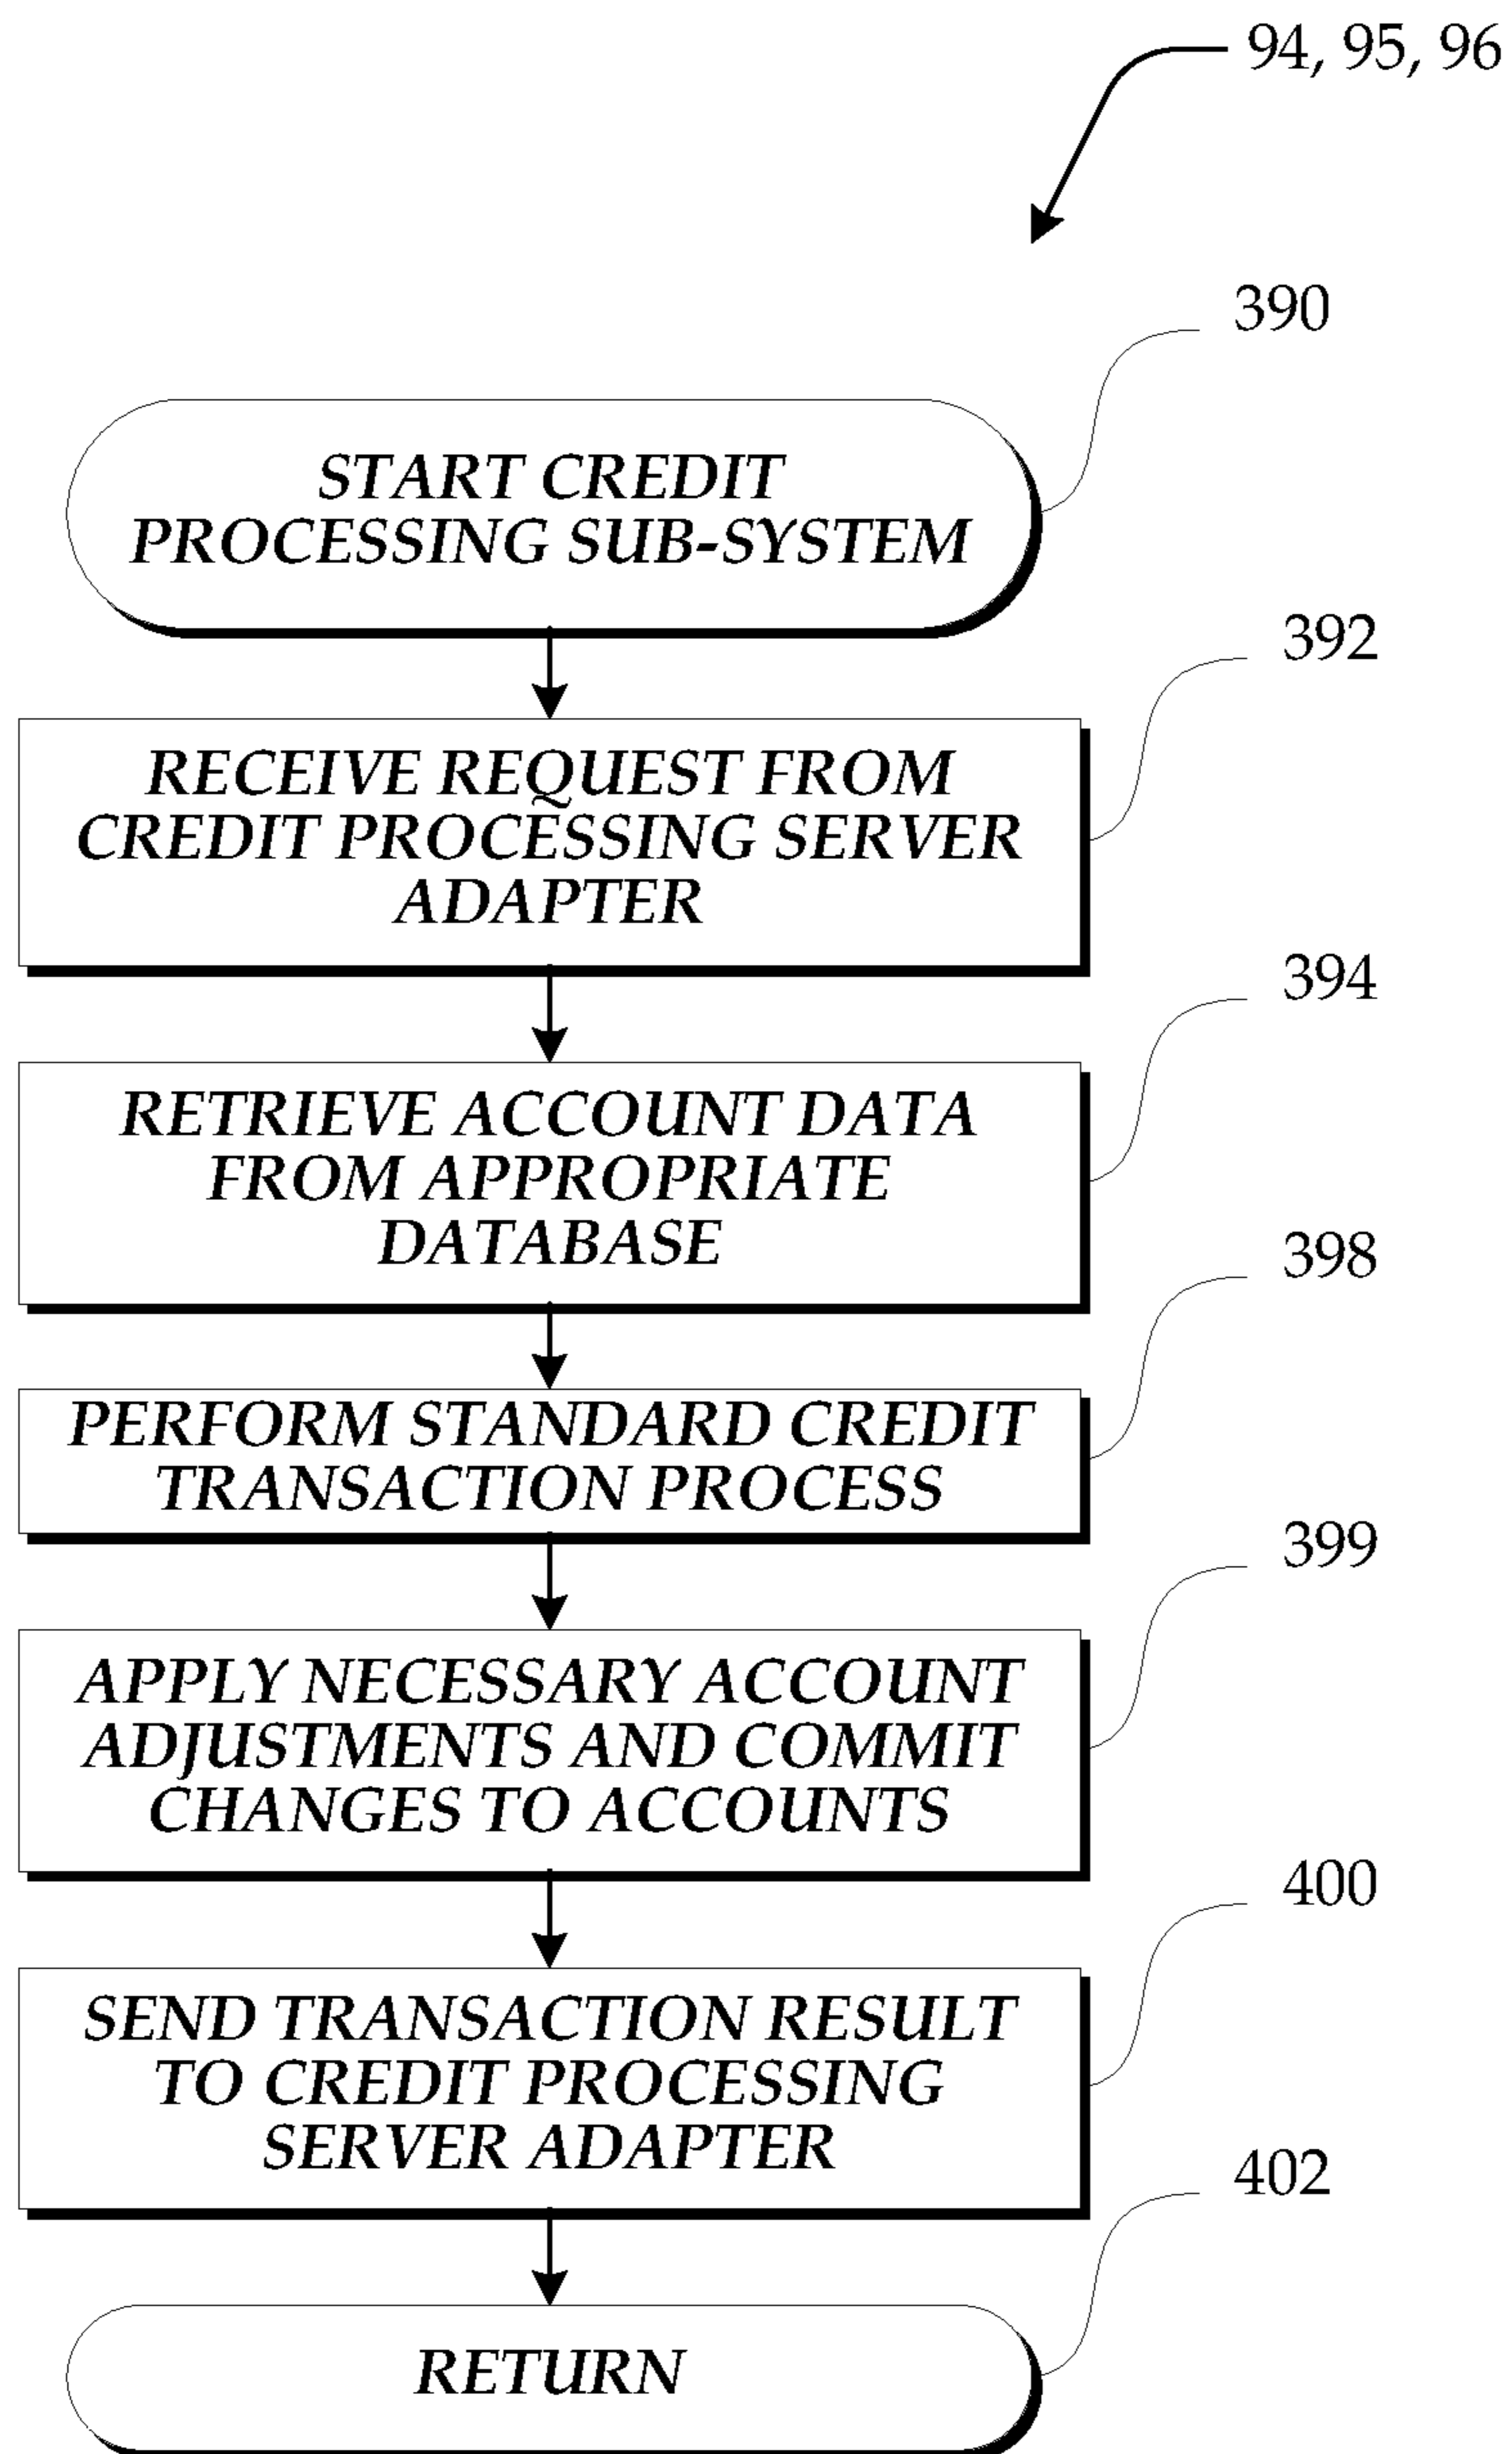 94, 95, 96
390
START CREDIT
PROCESSING SUB-SYSTEM
392
RECEIVE REQUEST FROM
CREDIT PROCESSING SERVER
ADAPTER
394
RETRIEVE ACCOUNT DATA
FROM APPROPRIATE
DATABASE
398
PERFORM STANDARD CREDIT
TRANSACTION PROCESS
399
APPLY NECESSARY ACCOUNT
ADJUSTMENTS AND COMMIT
CHANGES TO ACCOUNTS
400
SEND TRANSACTION RESULT
TO CREDIT PROCESSING
SERVER ADAPTER
402
RETURN